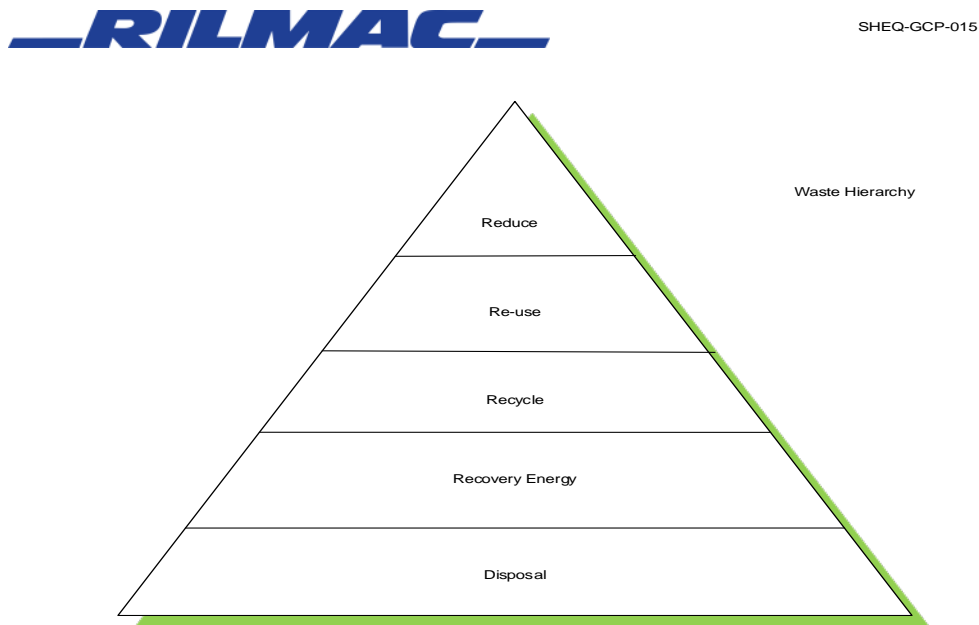 RILMAC
SHEQ-GCP-015
Waste Hierarchy
Reduce
Re-use
Recycle
Recovery Energy
Disposal